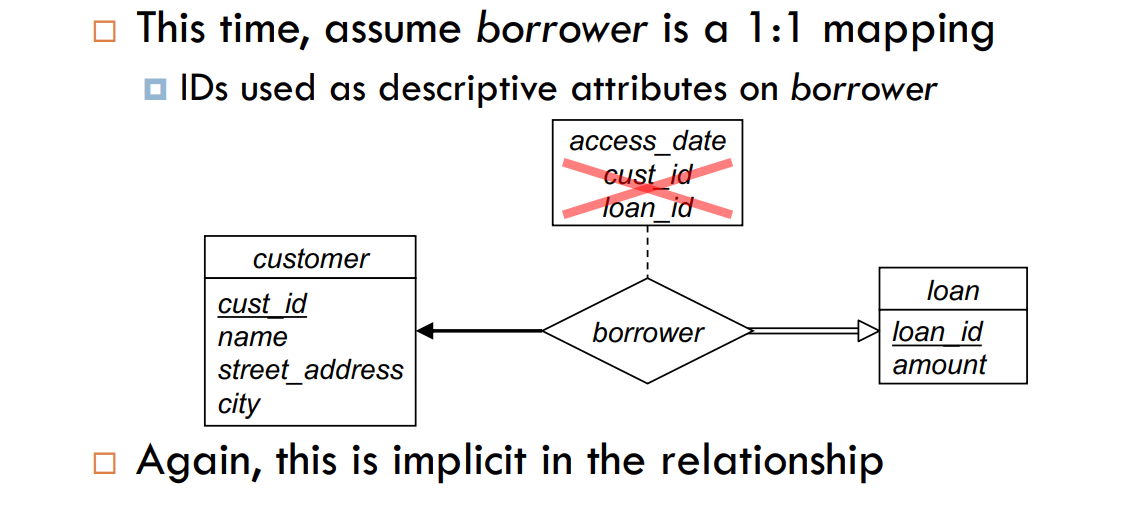 This time, assume borrower is a 1:1 mapping
IDs used as descriptive attributes on borrower
access_date
cust_id
loan_id
customer
cust_id
name
street_address
city
borrower
loan
loan_id
amount
Again, this is implicit in the relationship